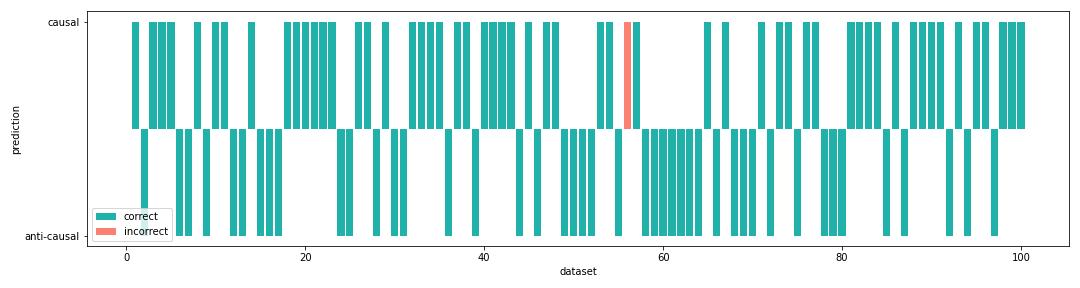 causal
prediction
anti-causal
correct
incorrect
0 20 40 60 80 100
dataset